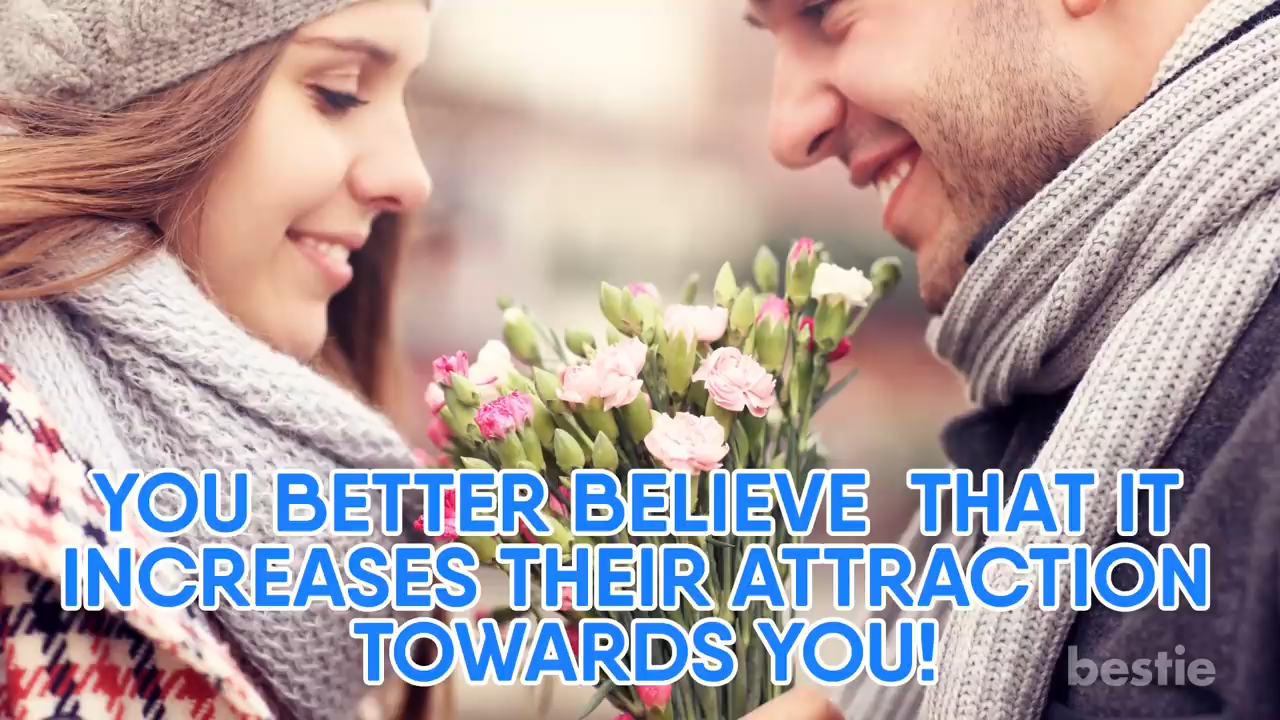 YOU BETTER BELIEVE  THAT IT
INCREASES THEIR ATTRACTION
TOWARDS YOU!
bestie